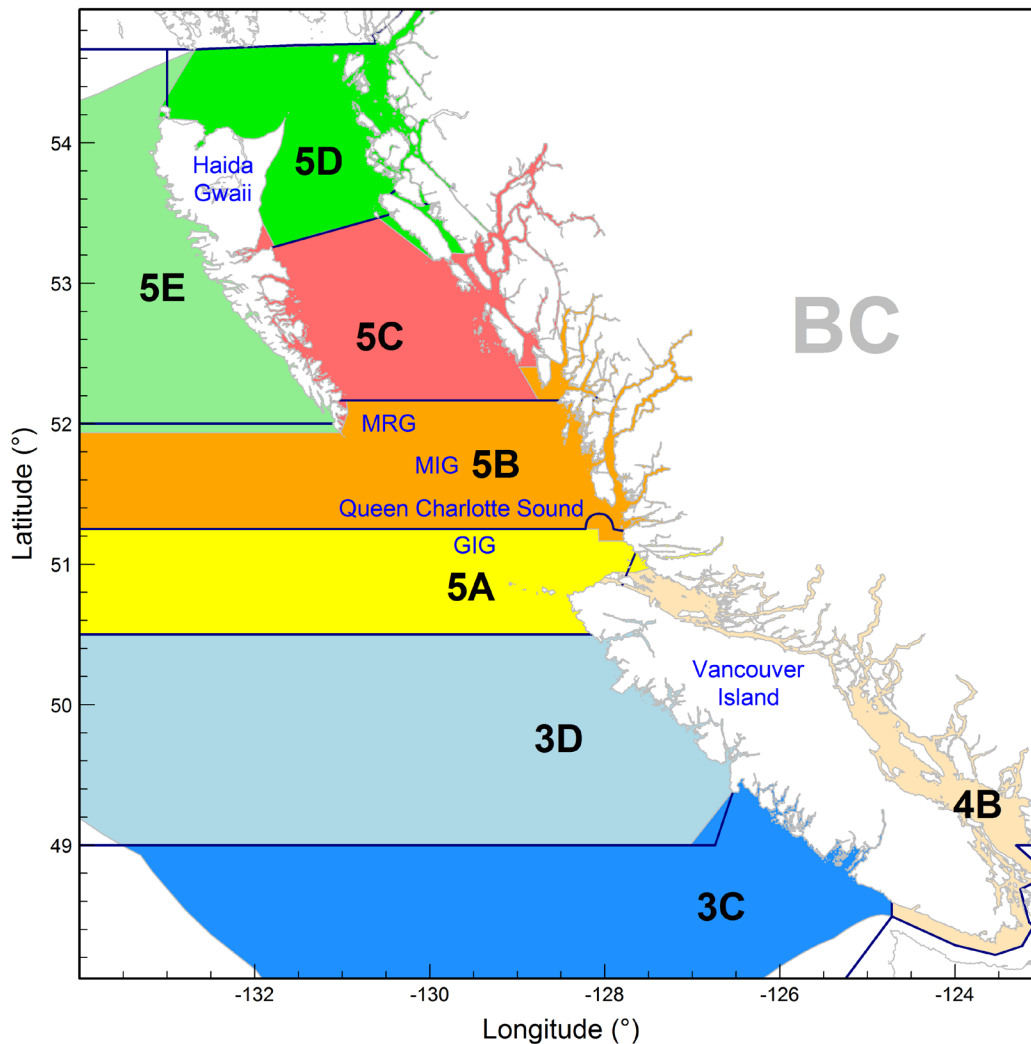 54
5D
Haida
Gwaii
53
5E
BC
5C
52
MRG
MIG
5B
Queen Charlotte Sound
GIG
51
5A
Latitude (°)
Vancouver
Island
50
3D
4B
49
3C
-132
-130
-128
-126
-124
Longitude (°)